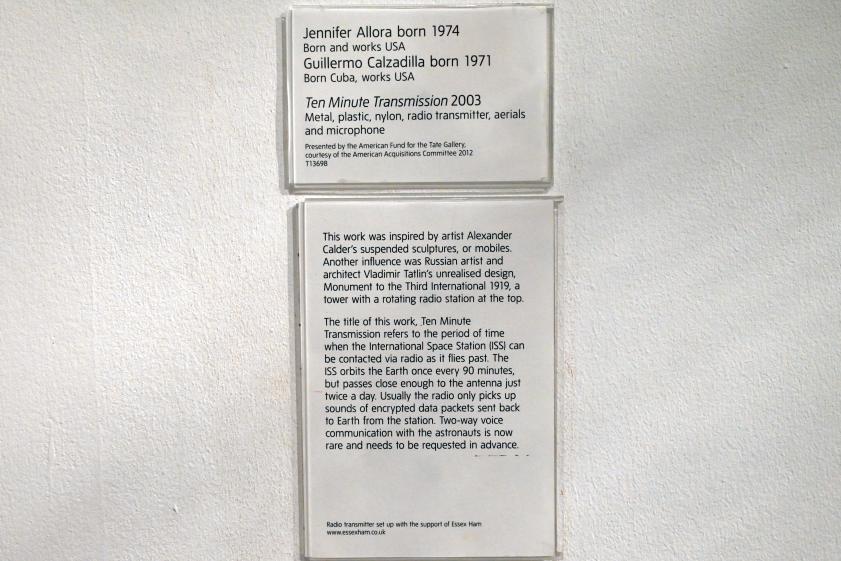 Jennifer Allora born 1974
Born and works USA
Guillermo Calzadilla born 1971
Born Cuba, works USA
Ten Minute Transmission 2003
Metal, plastic, nylon, radio transmitter, aerials
and microphone
Presented by the American Fund for the Tate Gallery,
courtesy of the American Acquisitions Committee 2012
T13698
This work was inspired by artist Alexander
Calder's suspended sculptures, or mobiles.
Another influence was Russian artist and
architect Vladimir Tatlin's unrealised design,
Monument to the Third International 1919, a
tower with a rotating radio station at the top.
The title of this work, Ten Minute
Transmission refers to the period of time
when the International Space Station (ISS) can
be contacted via radio as it flies past. The
ISS orbits the Earth once every 90 minutes,
but passes close enough to the antenna just
twice a day. Usually the radio only picks up
sounds of encrypted data packets sent back
to Earth from the station. Two-way voice
communication with the astronauts is now
rare and needs to be requested in advance.
Radio transmitter set up with the support of Essex Ham
www.essexham.co.uk